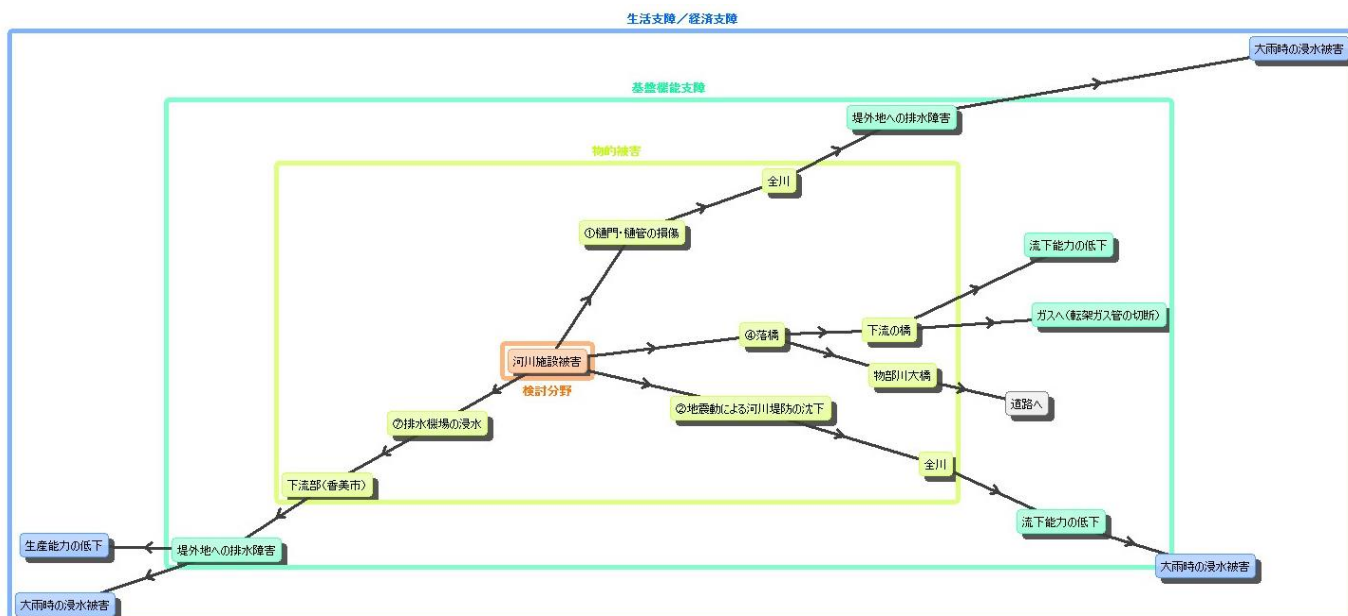 生活支障/経済支障
大雨時の浸水被害
基盤機能支障
堤外地への排水障害
物的被害
全川
①樋門・樋管の損傷
流下能力の低下
ガスへ(転架ガス管の切断)
④落橋
下流の橋
河川施設被害
物部川大橋
検討分野
道路へ
②地震動による河川堤防の沈下
⑦排水機場の浸水
全川
下流部(香美市)
流下能力の低下
生産能力の低下
堤外地への排水障害
大雨時の浸水被害
大雨時の浸水被害